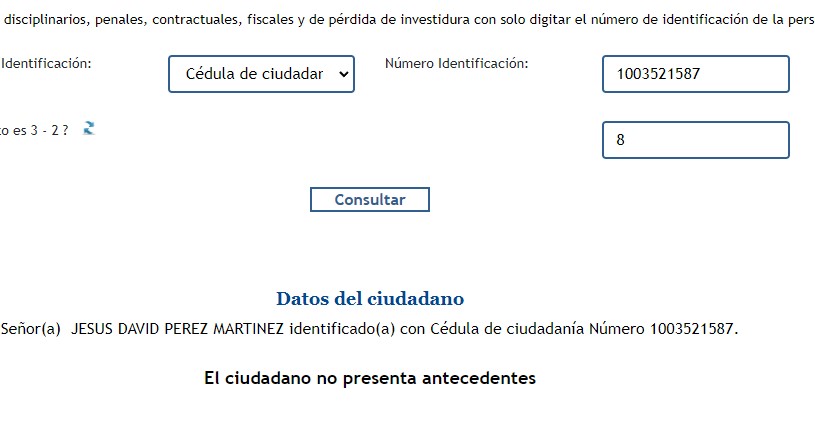 disciplinarios, penales, contractuales, fiscales y de pérdida de investidura con solo digitar el número de identificación de la pers
Identificación: Cédula de ciudadar Número Identificación: 1003521587
to es 3 - 2 ? 8
Consultar
Datos del ciudadano
Señor(a) JESUS DAVID PEREZ MARTINEZ identificado(a) con Cédula de ciudadanía Número 1003521587.
El ciudadano no presenta antecedentes